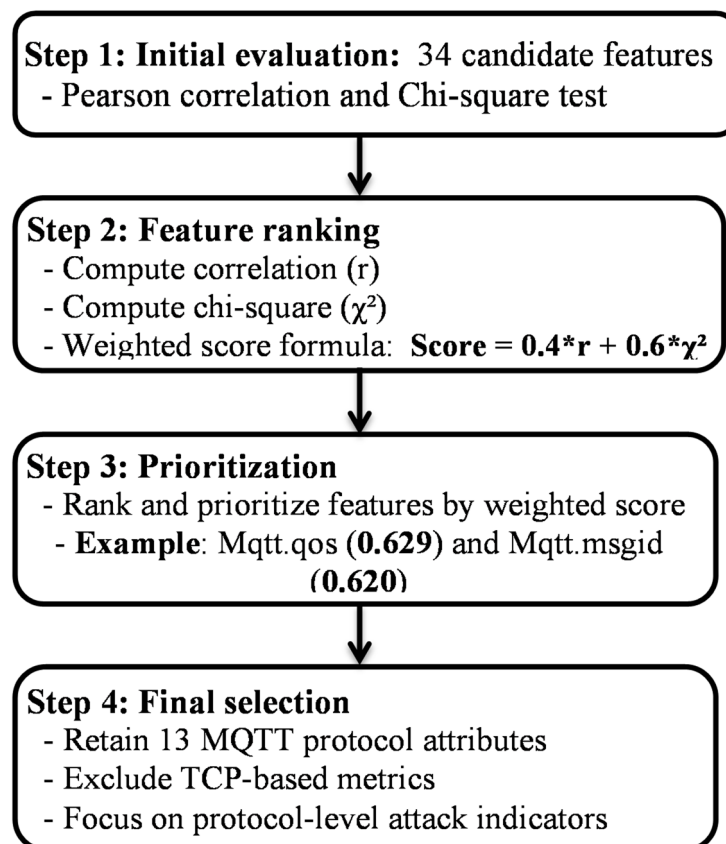 Step 1: Initial evaluation: 34 candidate features
- Pearson correlation and Chi-square test
Step 2: Feature ranking
- Compute correlation (r)
- Compute chi-square (χ²)
- Weighted score formula: Score = 0.4*r + 0.6*χ²
Step 3: Prioritization
- Rank and prioritize features by weighted score
- Example: Mqtt.qos (0.629) and Mqtt.msgid
(0.620)
Step 4: Final selection
- Retain 13 MQTT protocol attributes
- Exclude TCP-based metrics
- Focus on protocol-level attack indicators